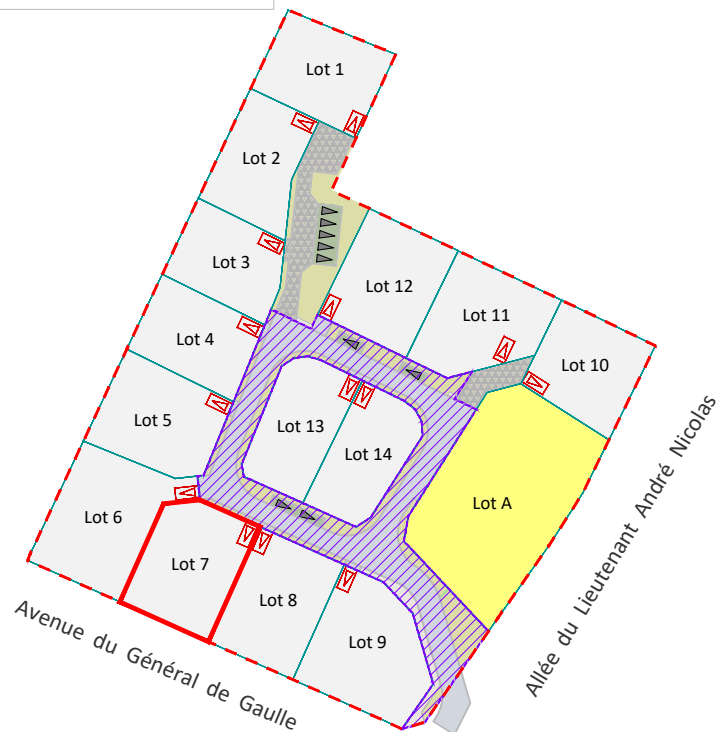 Lot 1
Lot 2
Lot 3
Lot 12
Lot 11
Lot 4
Lot 10
Lot 5
Lot 13
Lot 14
Lot A
Lot 6
Lot 7
Lot 8
Lot 9
Avenue du Général de Gaulle
Allée du Lieutenant André Nicolas